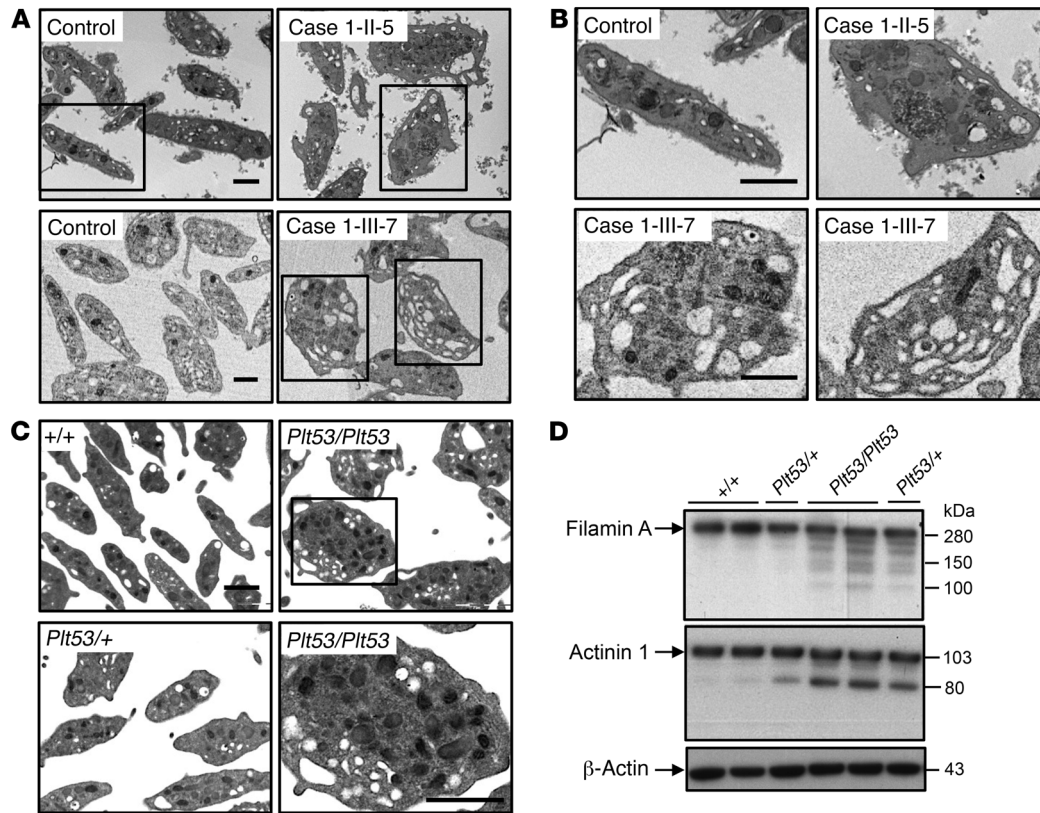 A
Control
Case 1-II-5
Control
Case 1-III-7
B
Control
Case 1-II-5
Case 1-III-7
Case 1-III-7
C
+/+
Plt53/Plt53
Plt53/+
Plt53/Plt53
D
+/+
Plt53/+
Plt53/Plt53
Plt53/+
kDa
Filamin A
280
150
100
Actinin 1
103
80
β-Actin
43